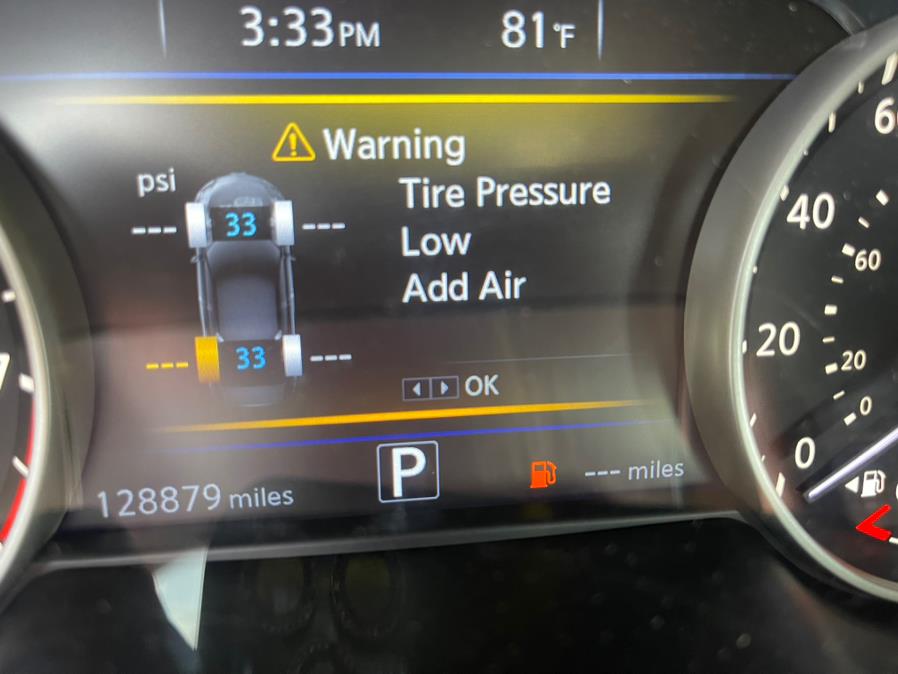 3:33PM 81°F
Warning
psi
Tire Pressure
--- 33 ---
Low
Add Air
--- 33 ---
OK
P
128879 miles
--- miles
60
40
20
0
60
20
0